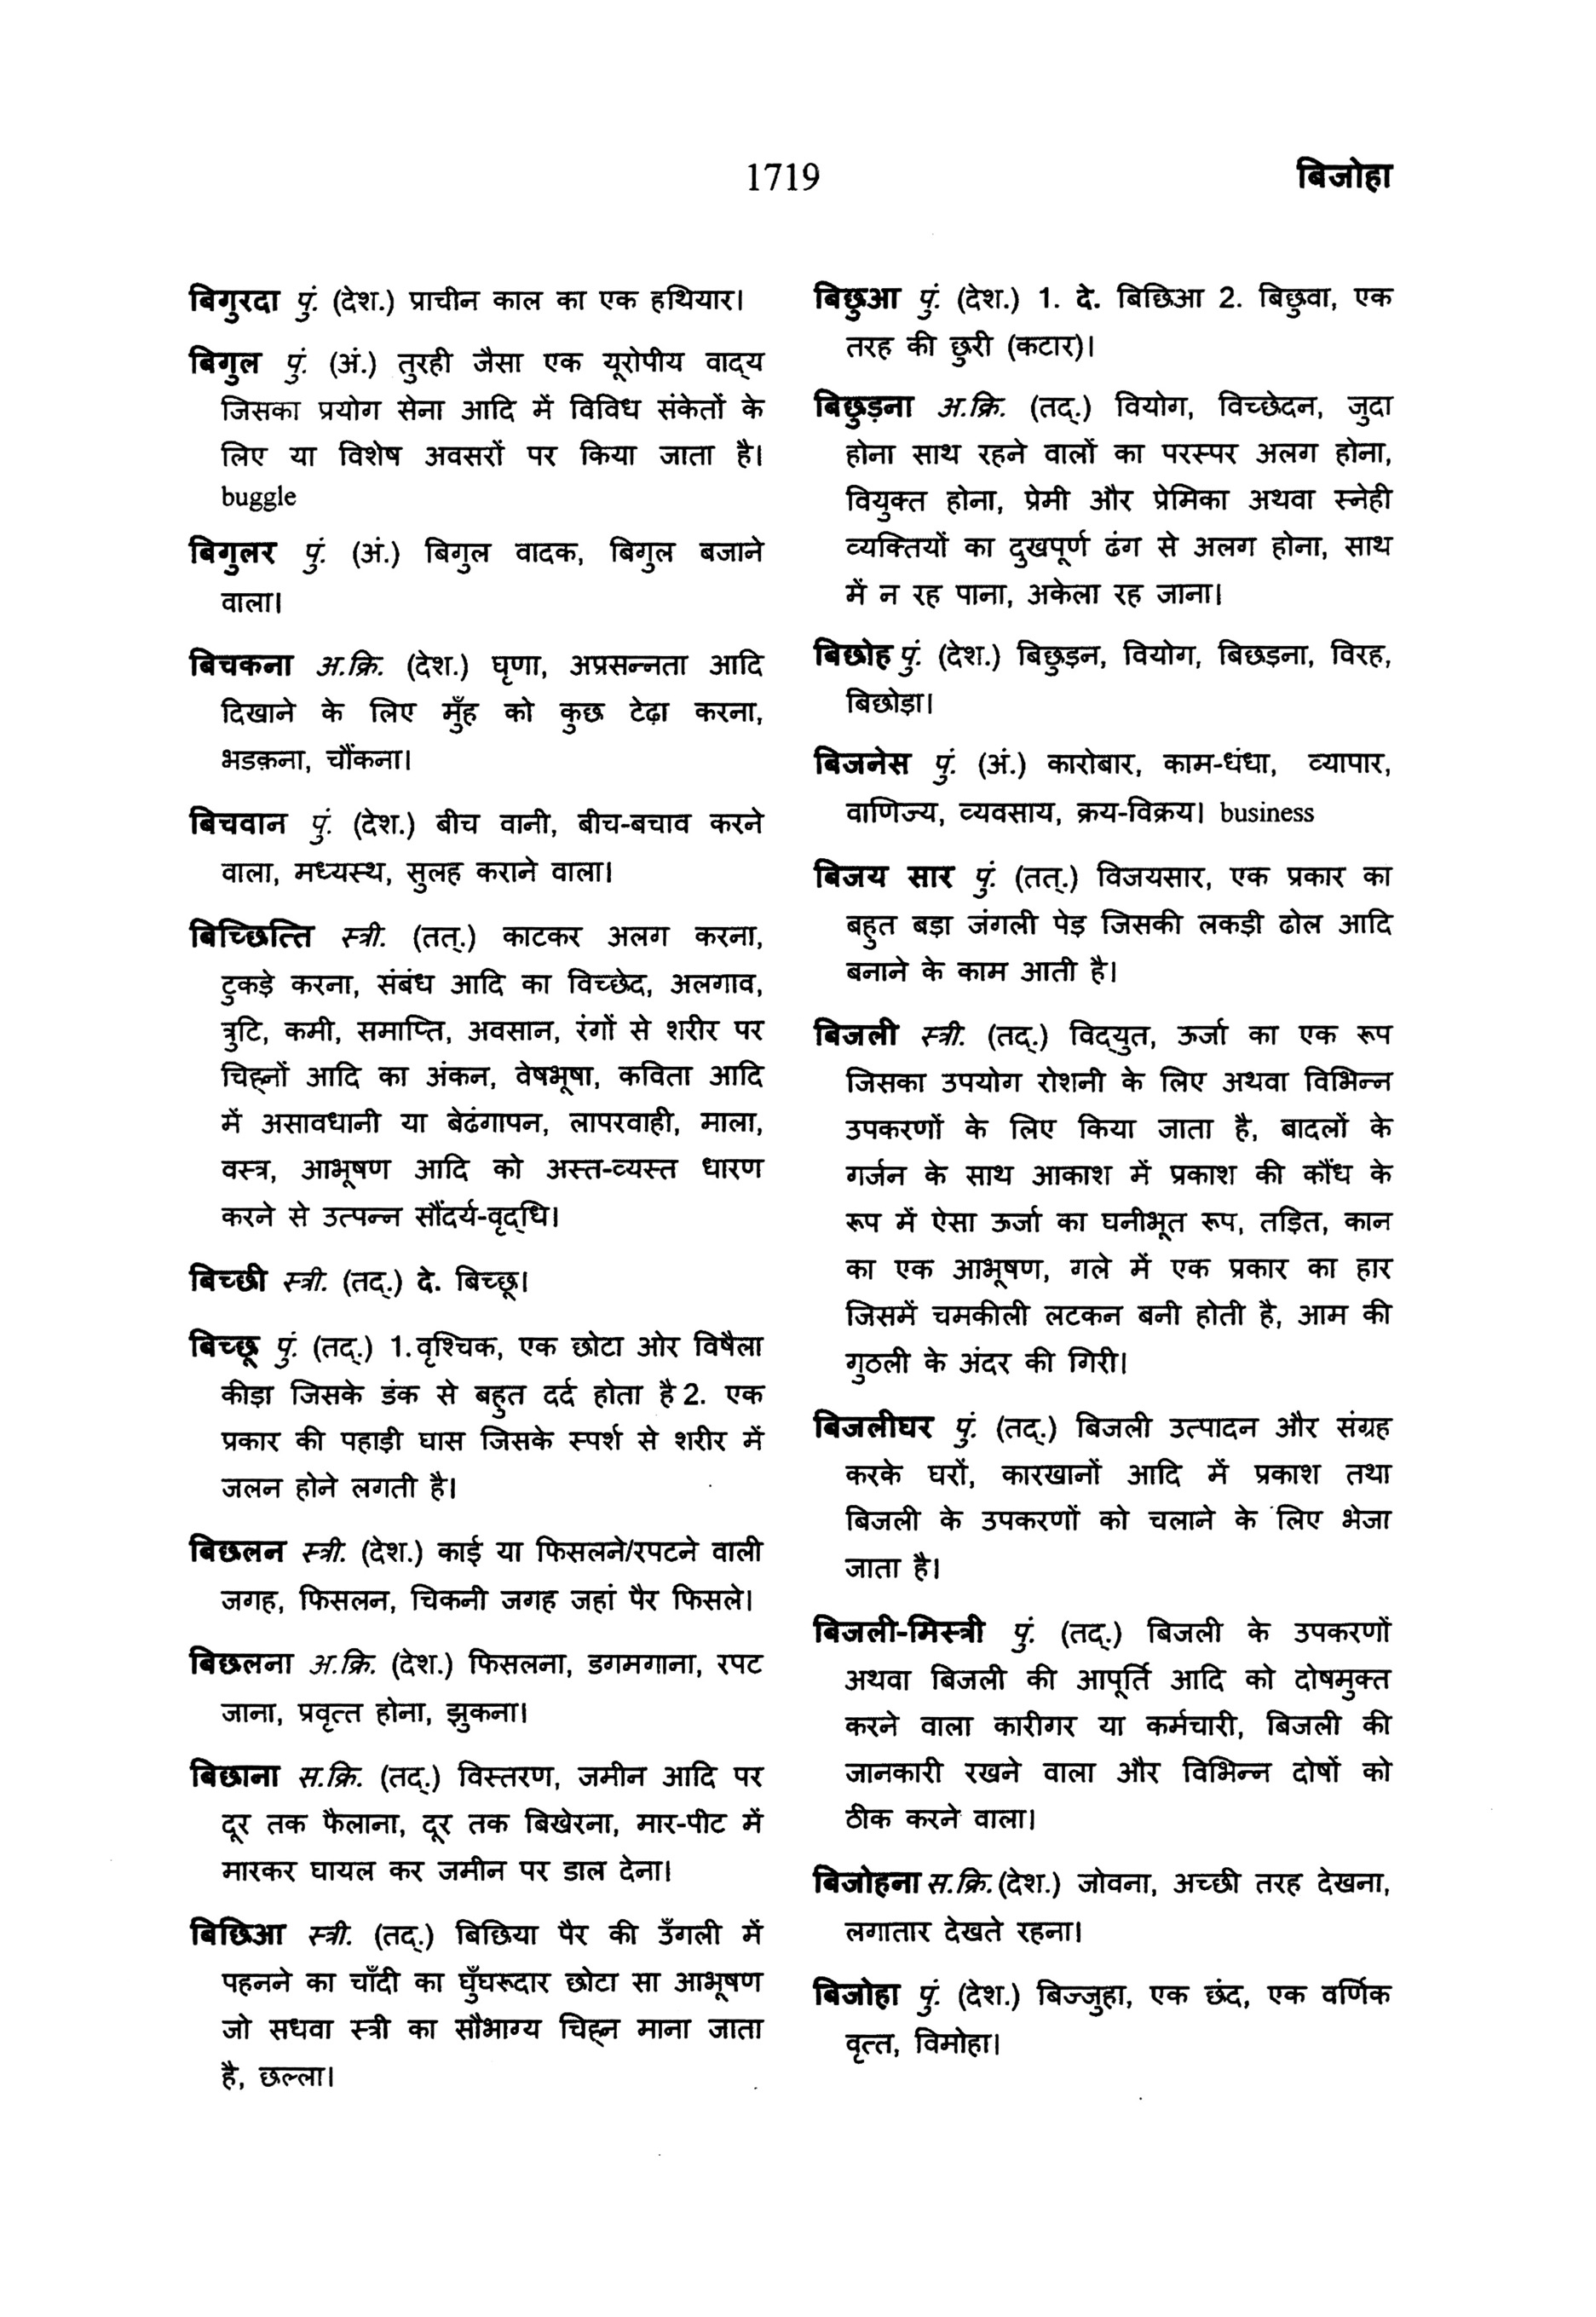 1719 बिजोहा
बिगुरदा पुं. (देश.) प्राचीन काल का एक हथियार।
बिगुल पुं. (अं.) तुरही जैसा एक यूरोपीय वाद्‌य
जिसका प्रयोग सेना आदि में विविध संकेतों के
लिए या विशेष अवसरों पर किया जाता है।
buggle
बिगुलर पुं. (अं.) बिगुल वादक, बिगुल बजाने
वाला।
बिचकना अ.क्रि. (देश.) घृणा, अप्रसन्नता आदि
दिखाने के लिए मुँह को कुछ टेढ़ा करना,
भडक़ना, चौंकना।
बिचवान पुं. (देश.) बीच वानी, बीच-बचाव करने
वाला, मध्यस्थ, सुलह कराने वाला।
बिच्छित्ति स्त्री. (तत्.) काटकर अलग करना,
टुकड़े करना, संबंध आदि का विच्छेद, अलगाव,
त्रुटि, कमी, समाप्ति, अवसान, रंगों से शरीर पर
चिह्नों आदि का अंकन, वेषभूषा, कविता आदि
में असावधानी या बेढंगापन, लापरवाही, माला,
वस्त्र, आभूषण आदि को अस्त-व्यस्त धारण
करने से उत्पन्न सौंदर्य-वृद्‌धि।
बिच्छी स्त्री. (तद्.) दे. बिच्छू।
बिच्छू पुं. (तद्.) 1.वृश्चिक, एक छोटा ओर विषैला
कीड़ा जिसके डंक से बहुत दर्द होता है 2. एक
प्रकार की पहाड़ी घास जिसके स्पर्श से शरीर में
जलन होने लगती है।
बिछलन स्त्री. (देश.) काई या फिसलने/रपटने वाली
जगह, फिसलन, चिकनी जगह जहां पैर फिसले।
बिछलना अ.क्रि. (देश.) फिसलना, डगमगाना, रपट
जाना, प्रवृत्त होना, झुकना।
बिछाना स.क्रि. (तद्.) विस्तरण, जमीन आदि पर
दूर तक फैलाना, दूर तक बिखेरना, मार-पीट में
मारकर घायल कर जमीन पर डाल देना।
बिछिआ स्त्री. (तद्.) बिछिया पैर की उँगली में
पहनने का चाँदी का घुँघरूदार छोटा सा आभूषण
जो सधवा स्त्री का सौभाग्य चिह्न माना जाता
है, छल्ला।
बिछुआ पुं. (देश.) 1. दे. बिछिआ 2. बिछुवा, एक
तरह की छुरी (कटार)।
बिछुड़ना अ.क्रि. (तद्.) वियोग, विच्छेदन, जुदा
होना साथ रहने वालों का परस्पर अलग होना,
वियुक्त होना, प्रेमी और प्रेमिका अथवा स्नेही
व्यक्तियों का दुखपूर्ण ढंग से अलग होना, साथ
में न रह पाना, अकेला रह जाना।
बिछोह पुं. (देश.) बिछुड़न, वियोग, बिछड़ना, विरह,
बिछोड़ा।
बिजनेस पुं. (अं.) कारोबार, काम-धंधा, व्यापार,
वाणिज्य, व्यवसाय, क्रय-विक्रय। business
बिजय सार पुं. (तत्.) विजयसार, एक प्रकार का
बहुत बड़ा जंगली पेड़ जिसकी लकड़ी ढोल आदि
बनाने के काम आती है।
बिजली स्त्री. (तद्.) विद्‌युत, ऊर्जा का एक रूप
जिसका उपयोग रोशनी के लिए अथवा विभिन्न
उपकरणों के लिए किया जाता है, बादलों के
गर्जन के साथ आकाश में प्रकाश की कौंध के
रूप में ऐसा ऊर्जा का घनीभूत रूप, तड़ित, कान
का एक आभूषण, गले में एक प्रकार का हार
जिसमें चमकीली लटकन बनी होती है, आम की
गुठली के अंदर की गिरी।
बिजलीघर पुं. (तद्.) बिजली उत्पादन और संग्रह
करके घरों, कारखानों आदि में प्रकाश तथा
बिजली के उपकरणों को चलाने के लिए भेजा
जाता है।
बिजली-मिस्त्री पुं. (तद्.) बिजली के उपकरणों
अथवा बिजली की आपूर्ति आदि को दोषमुक्त
करने वाला कारीगर या कर्मचारी, बिजली की
जानकारी रखने वाला और विभिन्न दोषों को
ठीक करने वाला।
बिजोहना स.क्रि. (देश.) जोवना, अच्छी तरह देखना,
लगातार देखते रहना।
बिजोहा पुं. (देश.) बिज्जुहा, एक छंद, एक वर्णिक
वृत्त, विमोहा।